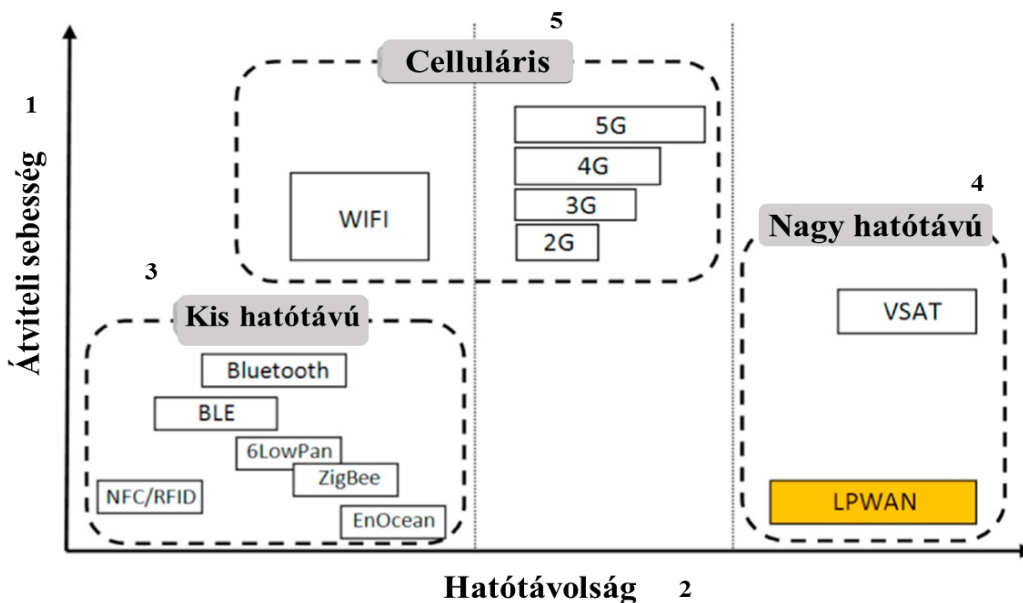 5
Celluláris
1
5G
4G
4
WIFI
3G
Nagy hatótávú
2G
Átviteli sebesség
3
Kis hatótávú
VSAT
Bluetooth
BLE
6LowPan
ZigBee
NFC/RFID
LPWAN
EnOcean
Hatótávolság 2